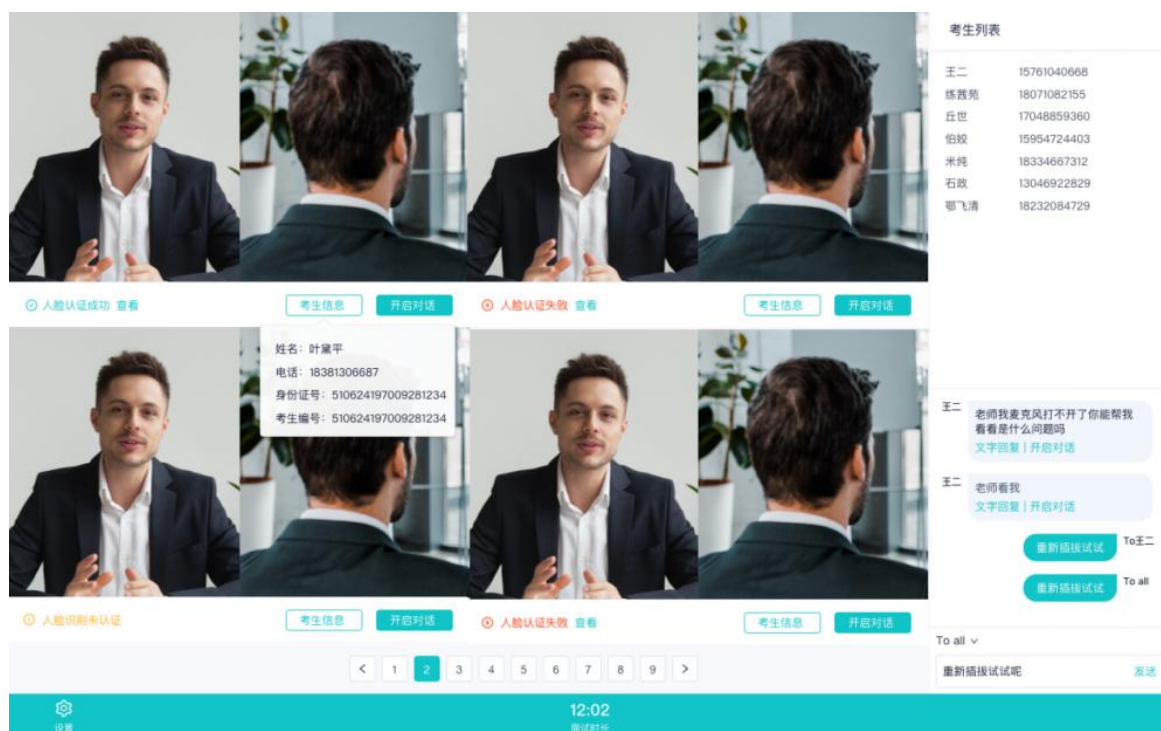 考生列表
王二 15761040668
练茜苑 18071082155
丘世 17048859360
伯姣 15954724403
米纯 18334667312
石政 13046922829
鄂飞清 18232084729
人脸认证成功 查看 考生信息 开启对话
人脸认证失败 查看 考生信息 开启对话
姓名：叶黛平
电话：18381306687
身份证号：510624197009281234
考生编号：510624197009281234
王二
老师我麦克风打不开了你能帮我
看看是什么问题吗
文字回复 | 开启对话
王二
老师看我
文字回复 | 开启对话
重新插拔试试 To王二
重新插拔试试 To all
人脸识别未认证 考生信息 开启对话
人脸认证失败 查看 考生信息 开启对话
To all
重新插拔试试呢 发送
< 1 2 3 4 5 6 7 8 9 >
设置
12:02
面试时长